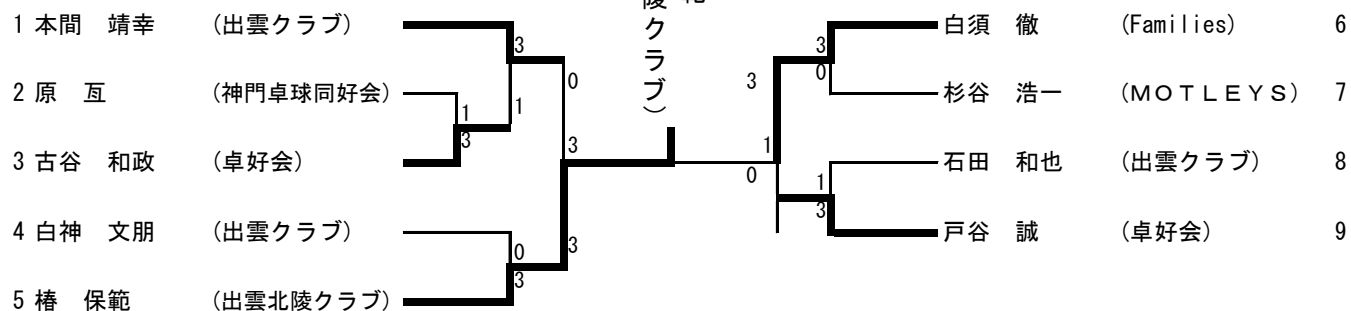 陵クラブ）
1 本間　靖幸　（出雲クラブ）
2 原　亙　（神門卓球同好会）
3 古谷　和政　（卓好会）
4 白神　文朋　（出雲クラブ）
5 椿　保範　（出雲北陵クラブ）
3
0
1
1
3
3
0
3
3
3
0
3
1
0
1
3
白須　徹　（Families）　6
杉谷　浩一　（ＭＯＴＬＥＹＳ）　7
石田　和也　（出雲クラブ）　8
戸谷　誠　（卓好会）　9